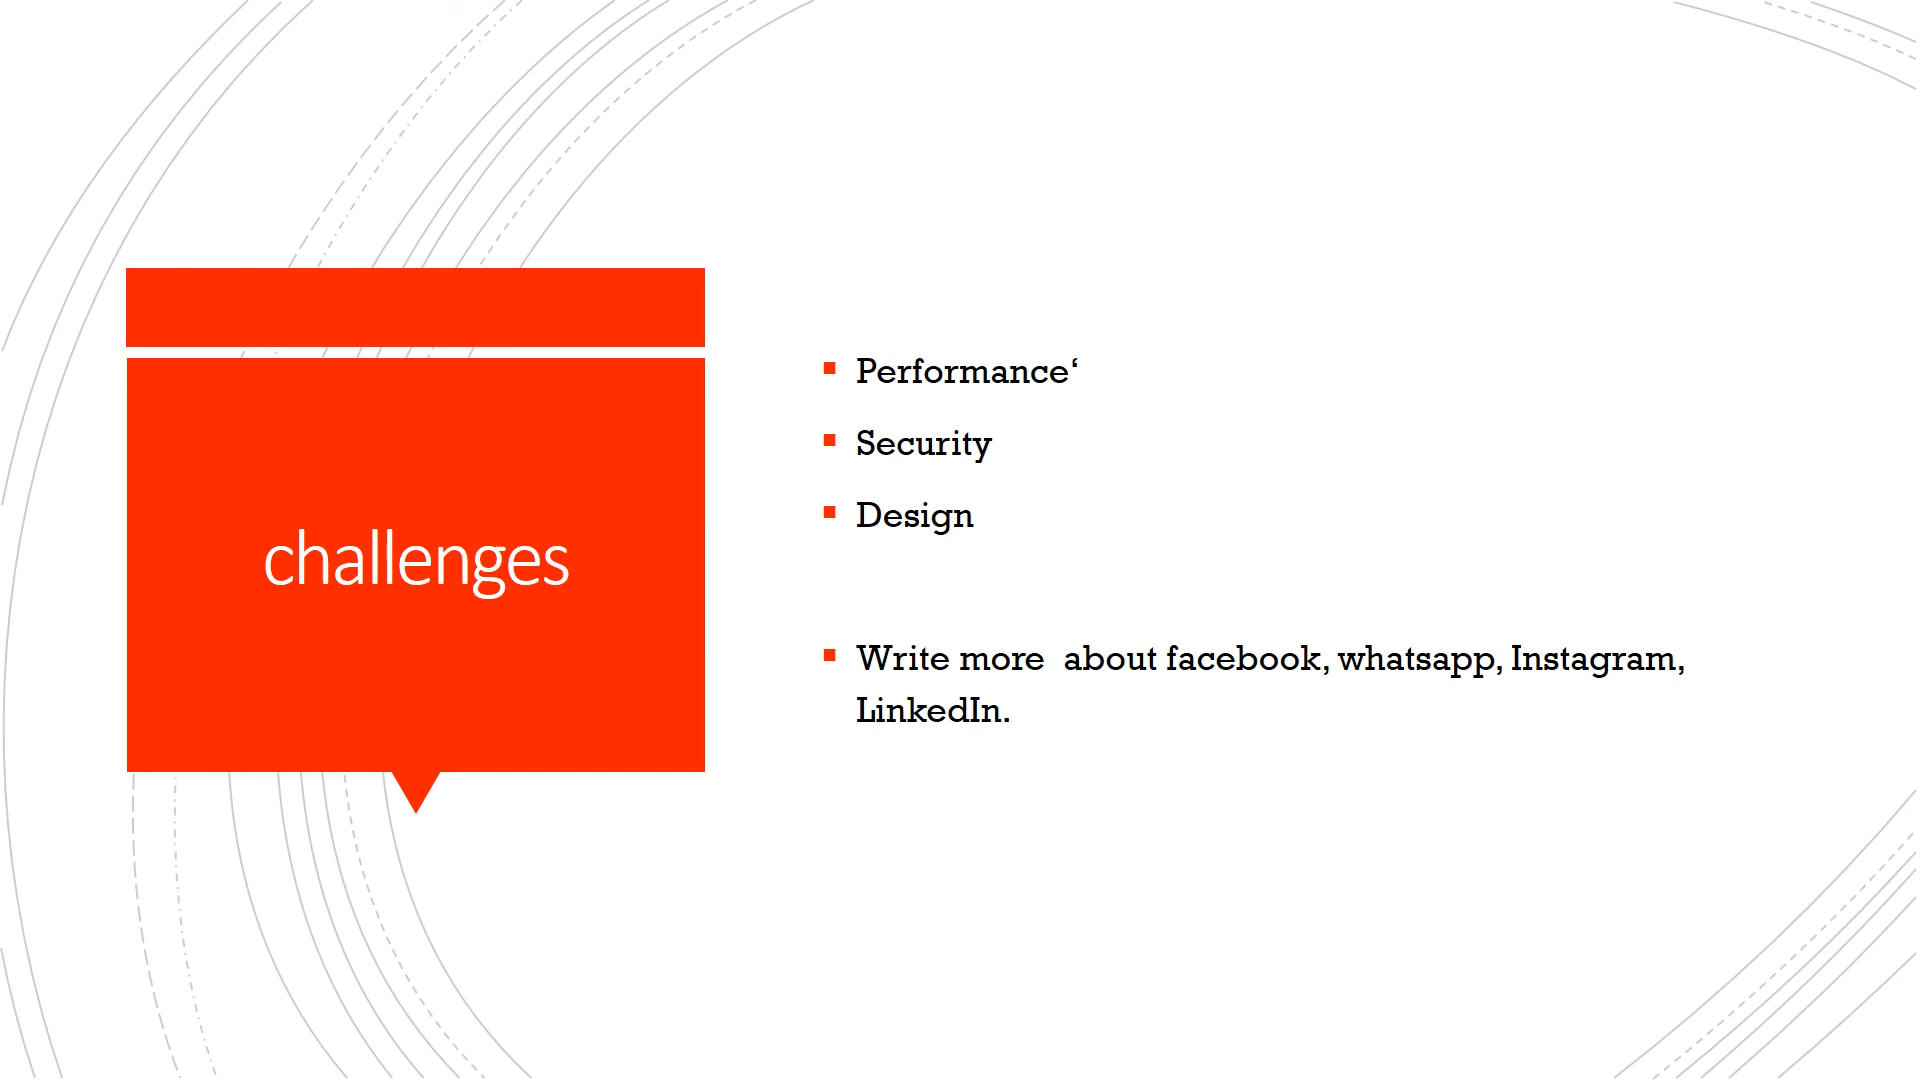 challenges
Performance‘
Security
Design
Write more  about facebook, whatsapp, Instagram,
LinkedIn.